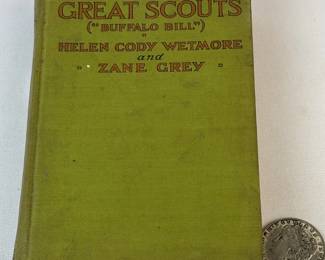 GREAT SCOUTS
("BUFFALO BILL")
"
HELEN CODY WETMORE
and
" ZANE GREY "